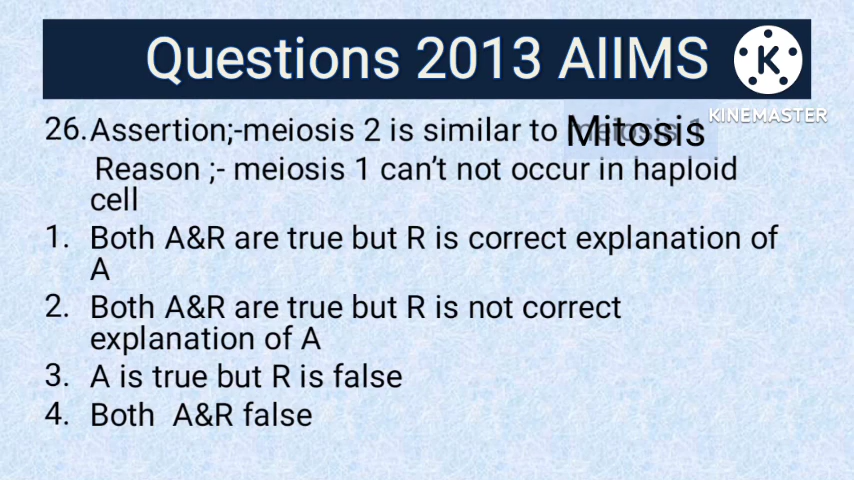 Questions 2013 AIIMS
K
KINEMASTER
26. Assertion;-meiosis 2 is similar to Mitosis
Reason ;- meiosis 1 can’t not occur in haploid
cell
1. Both A&R are true but R is correct explanation of
A
2. Both A&R are true but R is not correct
explanation of A
3. A is true but R is false
4. Both A&R false